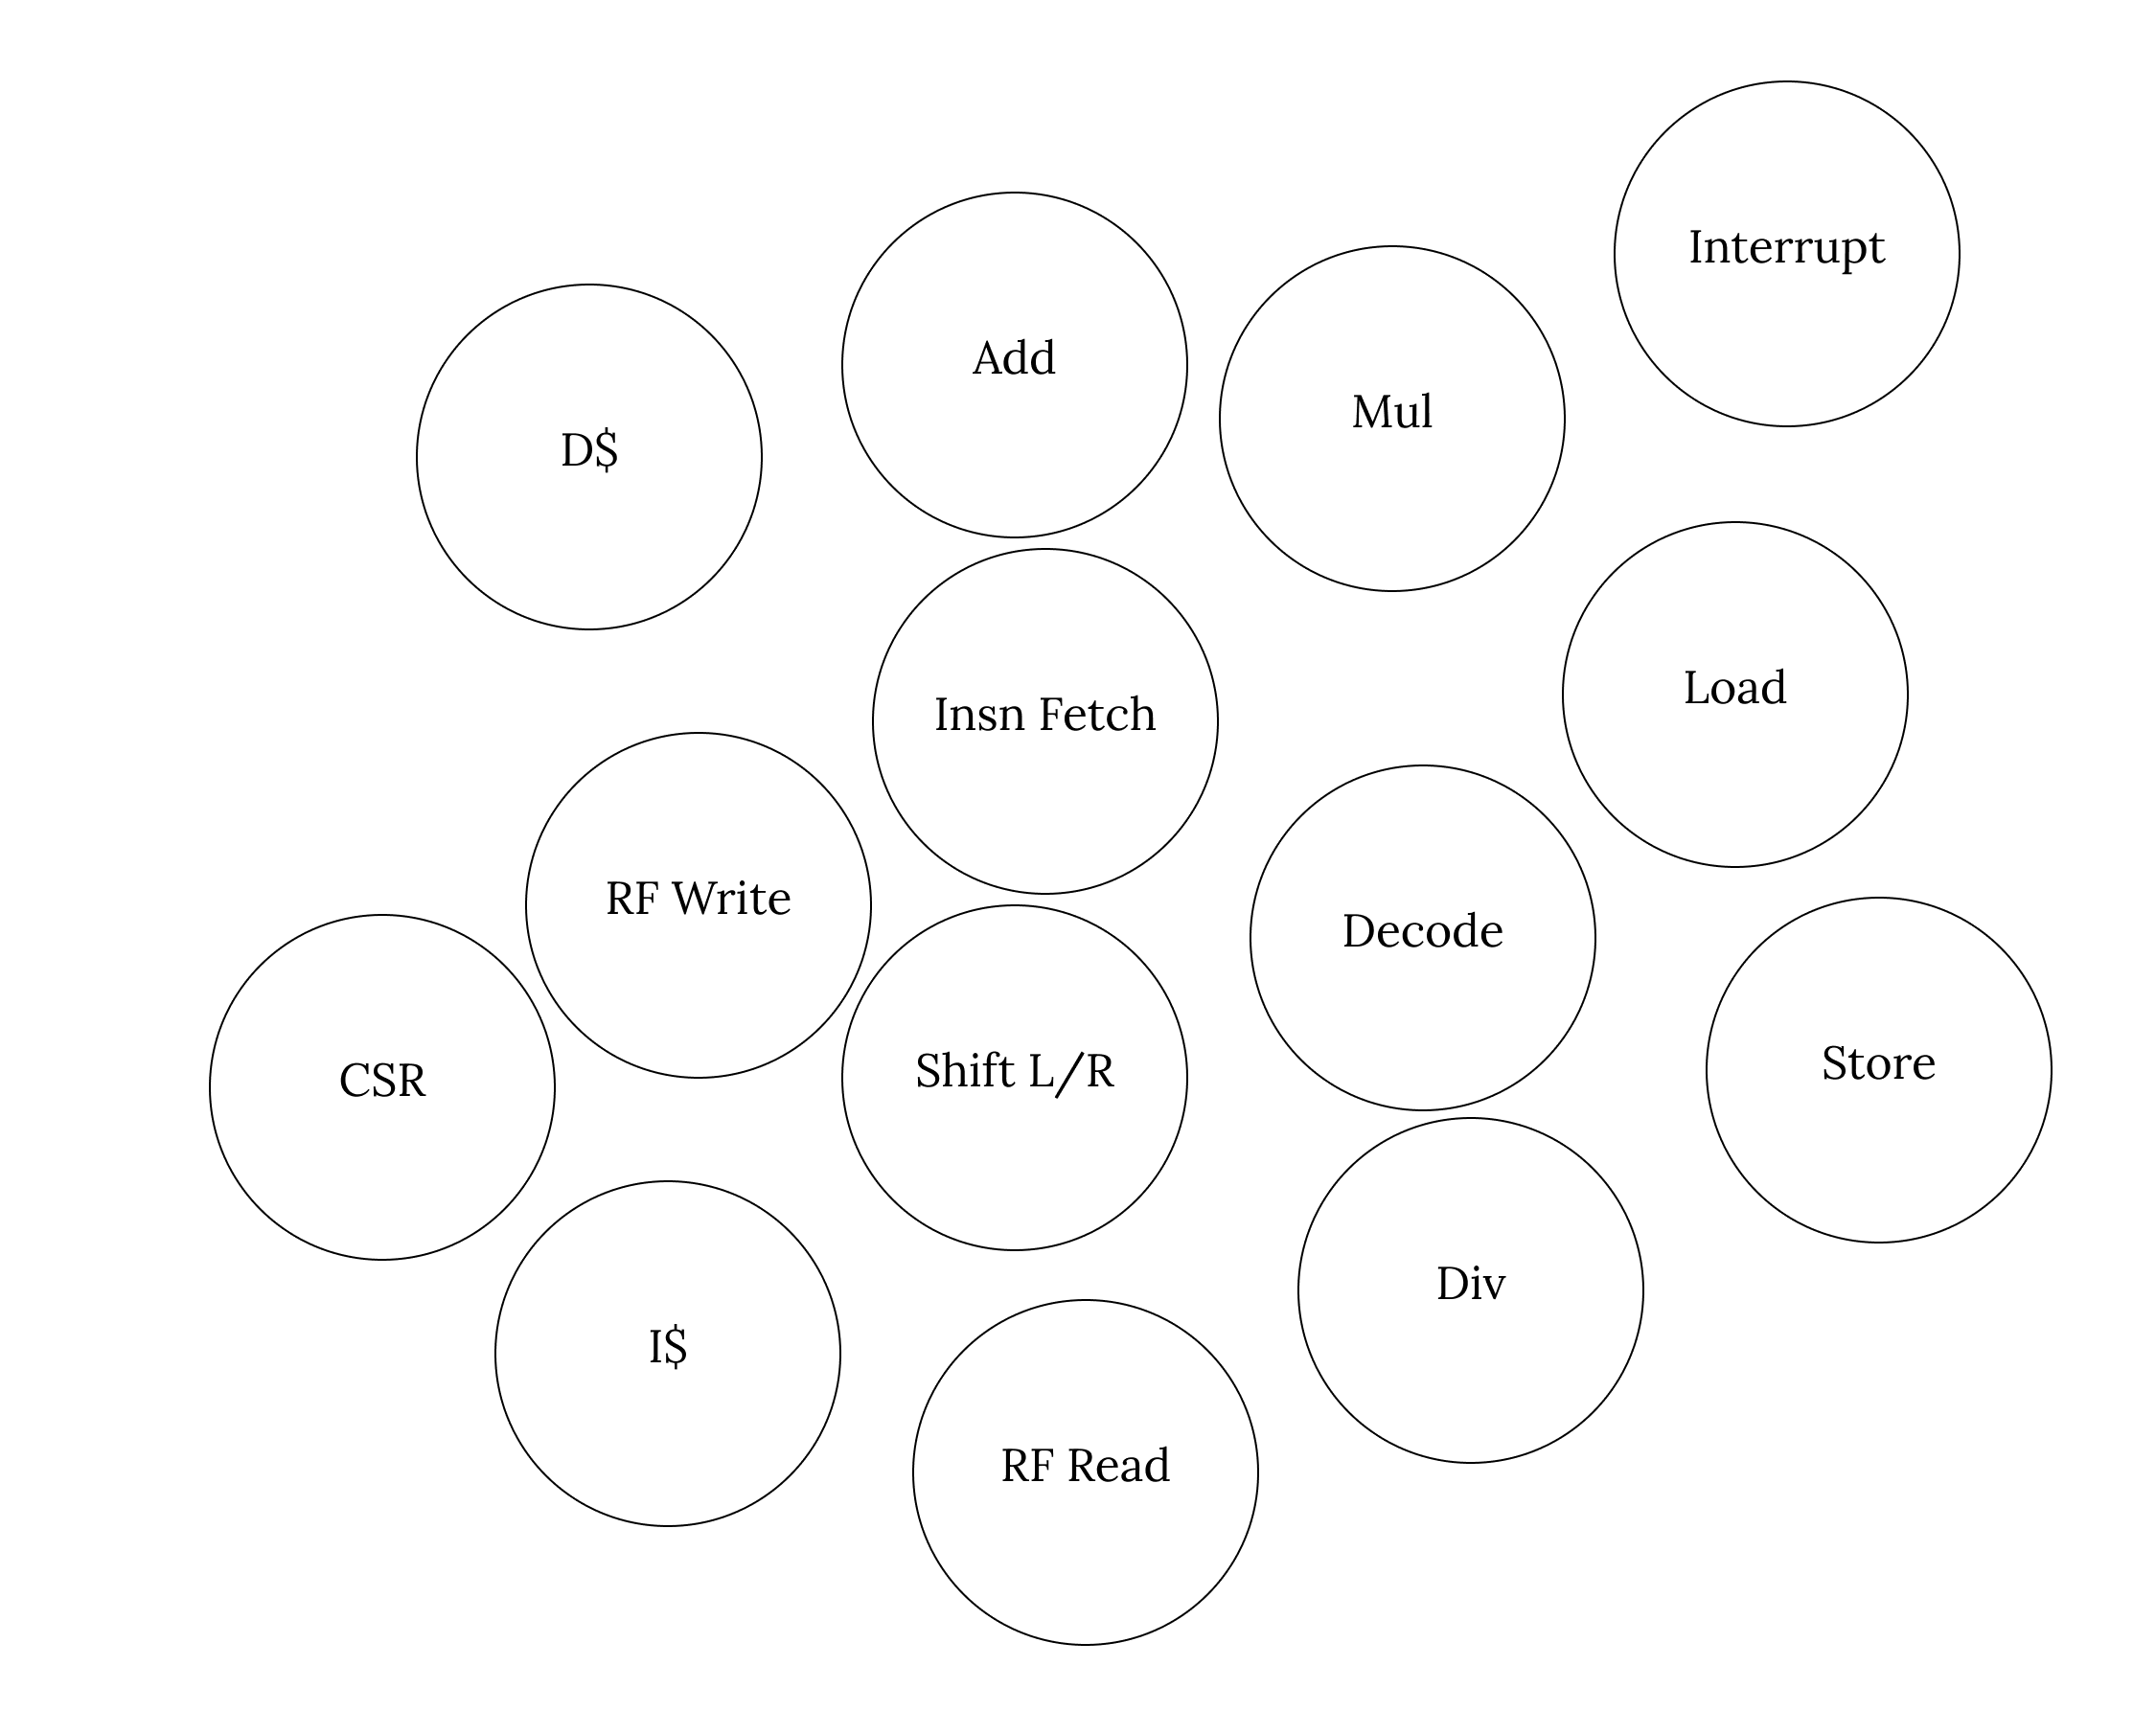 Interrupt
Add
Mul
D$
Load
Insn Fetch
RF Write
Decode
Store
CSR
Shift L/R
Div
I$
RF Read